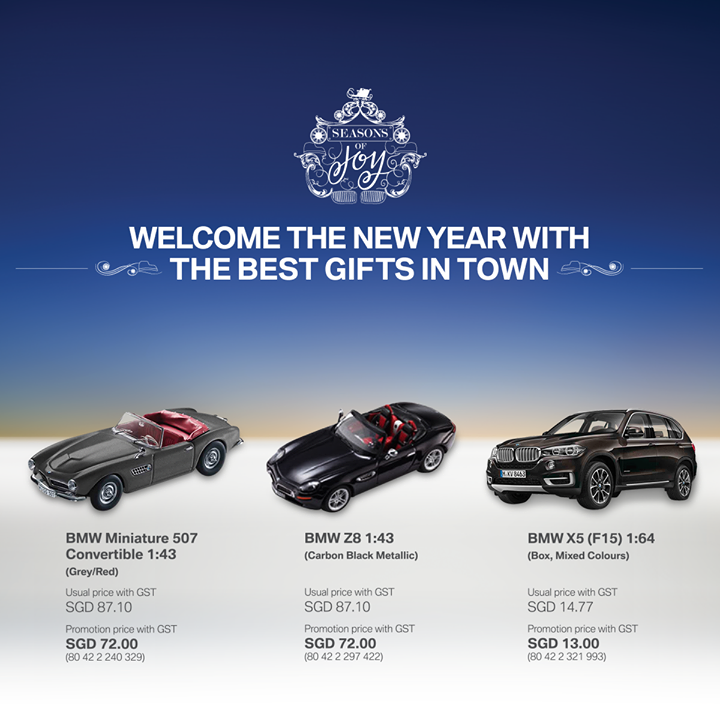 SEASONS
OF
Joy
WELCOME THE NEW YEAR WITH
THE BEST GIFTS IN TOWN
BMW Miniature 507
Convertible 1:43
(Grey/Red)
Usual price with GST
SGD 87.10
Promotion price with GST
SGD 72.00
(80 42 2 240 329)
BMW Z8 1:43
(Carbon Black Metallic)
Usual price with GST
SGD 87.10
Promotion price with GST
SGD 72.00
(80 42 2 297 422)
BMW X5 (F15) 1:64
(Box, Mixed Colours)
Usual price with GST
SGD 14.77
Promotion price with GST
SGD 13.00
(80 42 2 321 993)